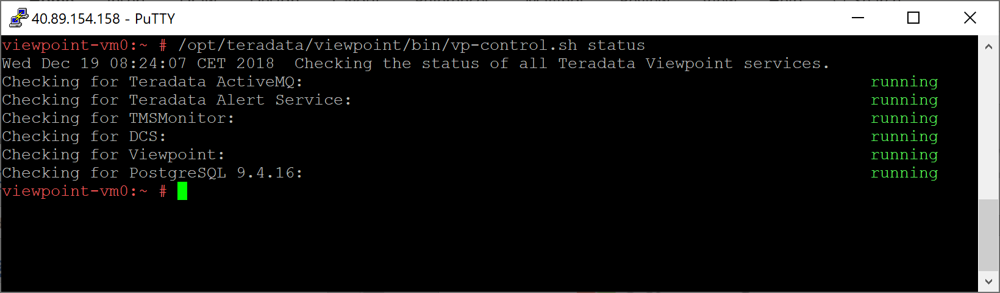 40.89.154.158 - PuTTY
viewpoint-vm0:~ # /opt/teradata/viewpoint/bin/vp-control.sh status
Wed Dec 19 08:24:07 CET 2018  Checking the status of all Teradata Viewpoint services.
Checking for Teradata ActiveMQ: running
Checking for Teradata Alert Service: running
Checking for TMSMonitor: running
Checking for DCS: running
Checking for Viewpoint: running
Checking for PostgreSQL 9.4.16: running
viewpoint-vm0:~ #